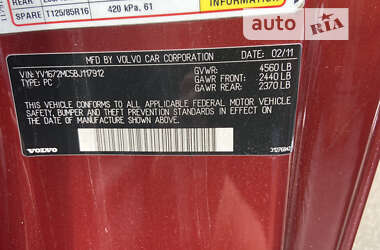 REAR
SPARE T125/85R16 420 kPa, 61
auto RIA
MFD BY VOLVO CAR CORPORATION DATE: 02/11
VIN: YV1672MC5BJ117912 GVWR: 4560 LB
TYPE: PC GAWR FRONT: 2440 LB
GAWR REAR: 2370 LB
THIS VEHICLE CONFORMS TO ALL APPLICABLE FEDERAL MOTOR VEHICLE
SAFETY, BUMPER AND THEFT PREVENTION STANDARDS IN EFFECT ON
THE DATE OF MANUFACTURE SHOWN ABOVE.
VOLVO